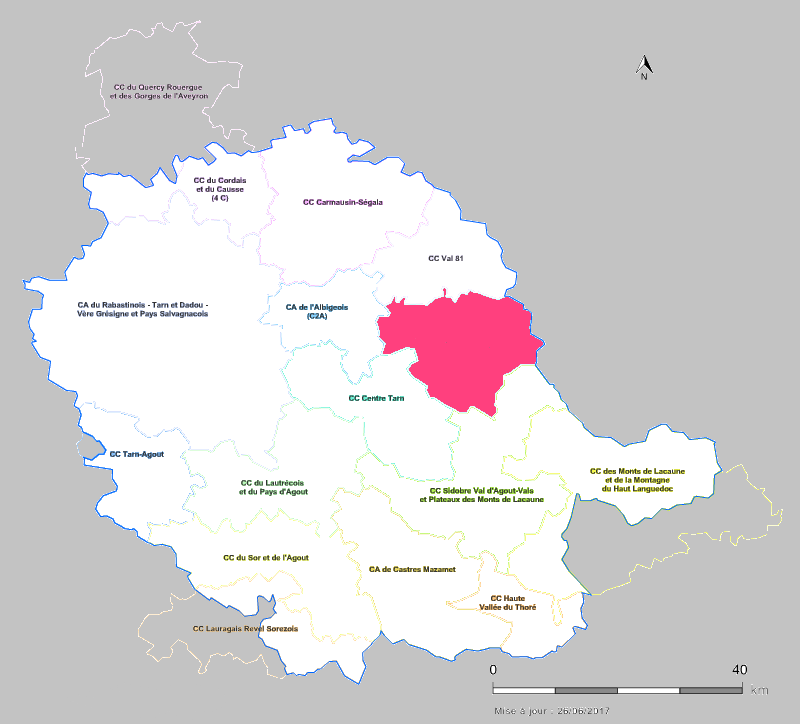 CC du Quercy Rouergue
et des Gorges de l'Aveyron
N
CC du Cordais
et du Causse
(4 C)
CC Carmausin-Ségala
CC Val 81
CA du Rabastinois - Tarn et Dadou -
Vère Grésigne et Pays Salvagnacois
CA de l'Albigeois
(C2A)
CC Centre Tarn
CC Tarn-Agout
CC du Lautrécois
et du Pays d'Agout
CC Sidobre Val d'Agout-Vals
et Plateaux des Monts de Lacaune
CC des Monts de Lacaune
et de la Montagne
du Haut Languedoc
CC du Sor et de l'Agout
CA de Castres Mazamet
CC Haute
Vallée du Thoré
CC Lauragais Revel Sorezois
0 40
km
Mise à jour : 26/06/2017